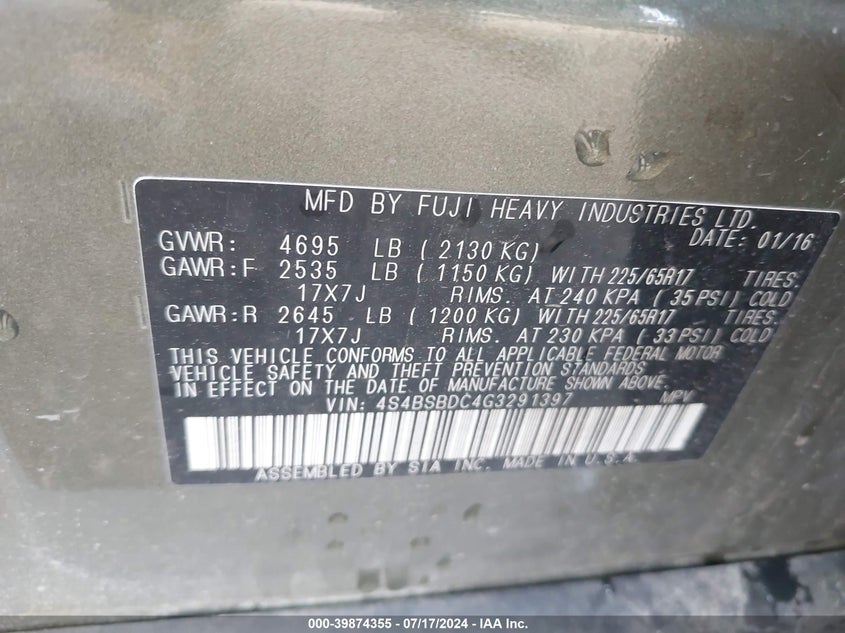 MFD BY FUJI HEAVY INDUSTRIES LTD.
DATE: 01/16
GVWR: 4695 LB ( 2130 KG)
GAWR:F 2535 LB ( 1150 KG) WITH 225/65R17 TIRES.
17X7J RIMS. AT 240 KPA ( 35 PSI) COLD
GAWR:R 2645 LB ( 1200 KG) WITH 225/65R17 TIRES.
17X7J RIMS. AT 230 KPA ( 33 PSI) COLD
THIS VEHICLE CONFORMS TO ALL APPLICABLE FEDERAL MOTOR
VEHICLE SAFETY AND THEFT PREVENTION STANDARDS
IN EFFECT ON THE DATE OF MANUFACTURE SHOWN ABOVE.
VIN: 4S4BSBDC4G3291397 MPV
ASSEMBLED BY SIA INC. MADE IN U.S.A.
000-39874355 - 07/17/2024 - IAA Inc.